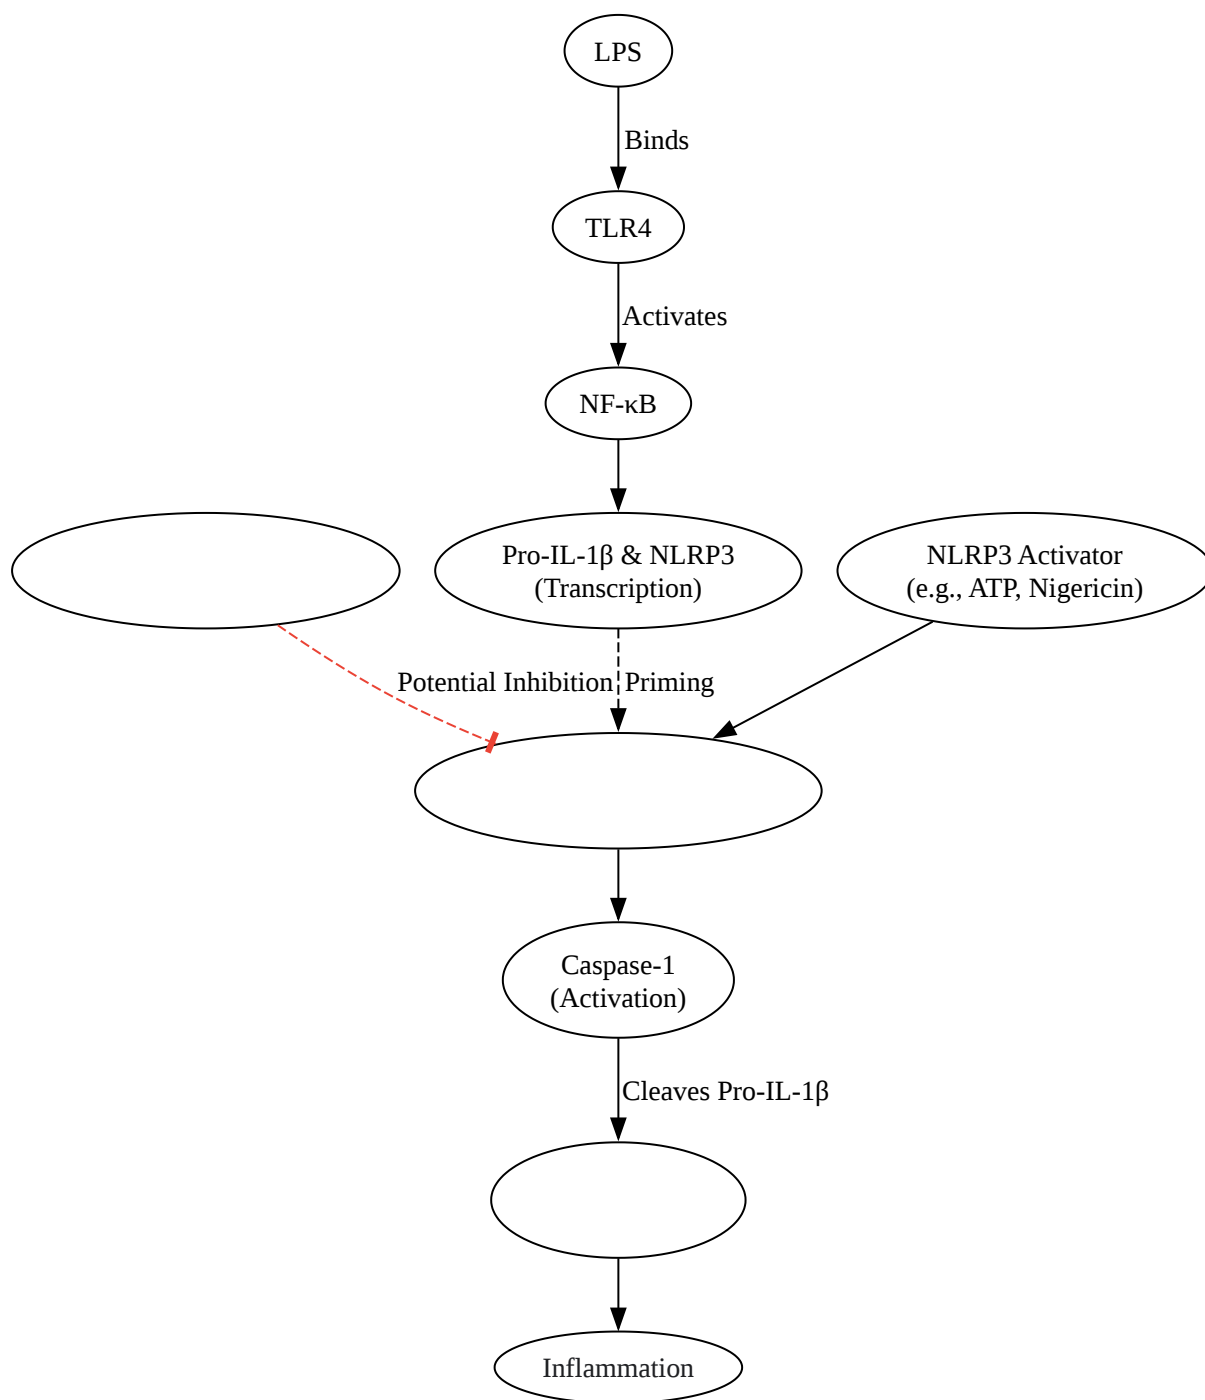 LPS
Binds
TLR4
Activates
NF-κB
Pro-IL-1β & NLRP3
(Transcription)
NLRP3 Activator
(e.g., ATP, Nigericin)
Potential Inhibition
Priming
Caspase-1
(Activation)
Cleaves Pro-IL-1β
Inflammation